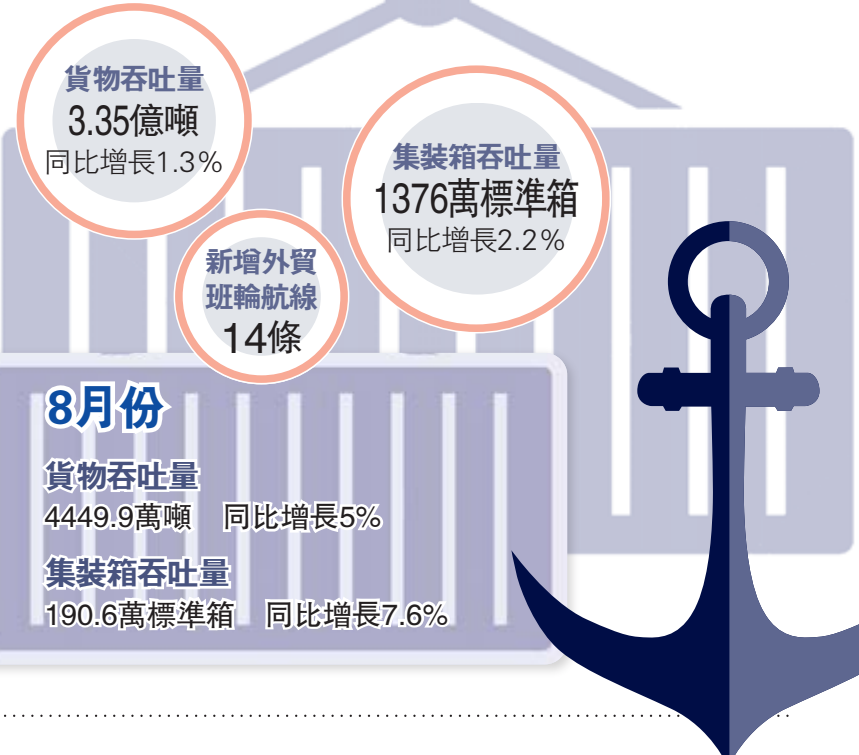 貨物吞吐量
3.35億噸
同比增長1.3%
集裝箱吞吐量
1376萬標準箱
同比增長2.2%
新增外貿
班輪航線
14條
8月份
貨物吞吐量
4449.9萬噸　同比增長5%
集裝箱吞吐量
190.6萬標準箱　同比增長7.6%